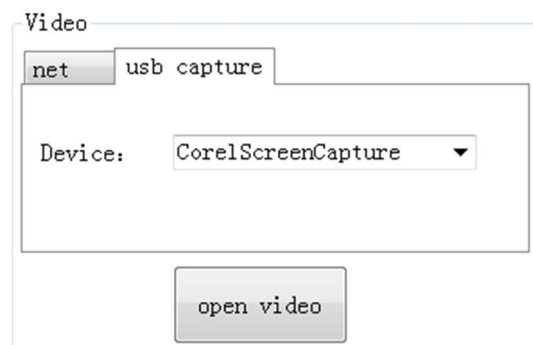 Video
net usb capture
Device: CorelScreenCapture
open video